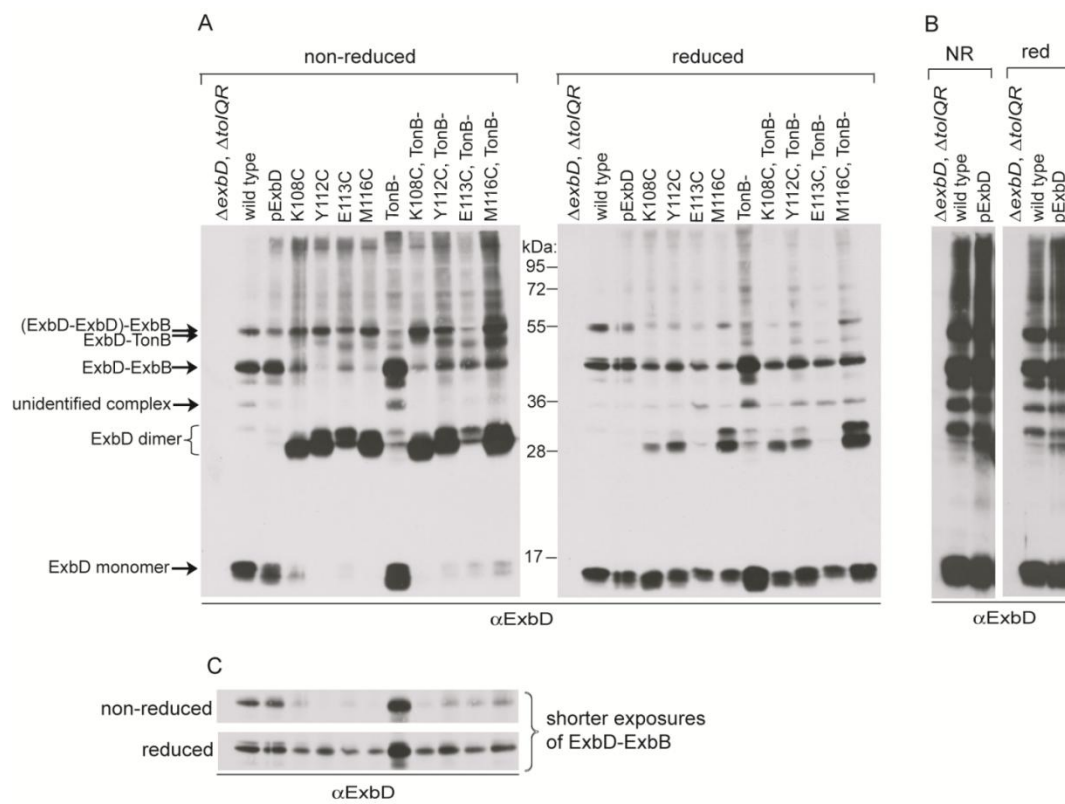 A
B
non-reduced
reduced
NR
red
ΔexbD, ΔtolQR
wild type
pExbD
K108C
Y112C
E113C
M116C
TonB-
K108C, TonB-
Y112C, TonB-
E113C, TonB-
M116C, TonB-
ΔexbD, ΔtolQR
wild type
pExbD
K108C
Y112C
E113C
M116C
TonB-
K108C, TonB-
Y112C, TonB-
E113C, TonB-
M116C, TonB-
ΔexbD, ΔtolQR
wild type
pExbD
ΔexbD, ΔtolQR
wild type
pExbD
kDa:
95
72
55
36
28
17
(ExbD-ExbD)-ExbB
ExbD-TonB
ExbD-ExbB
unidentified complex
ExbD dimer
ExbD monomer
αExbD
αExbD
C
non-reduced
reduced
shorter exposures
of ExbD-ExbB
αExbD